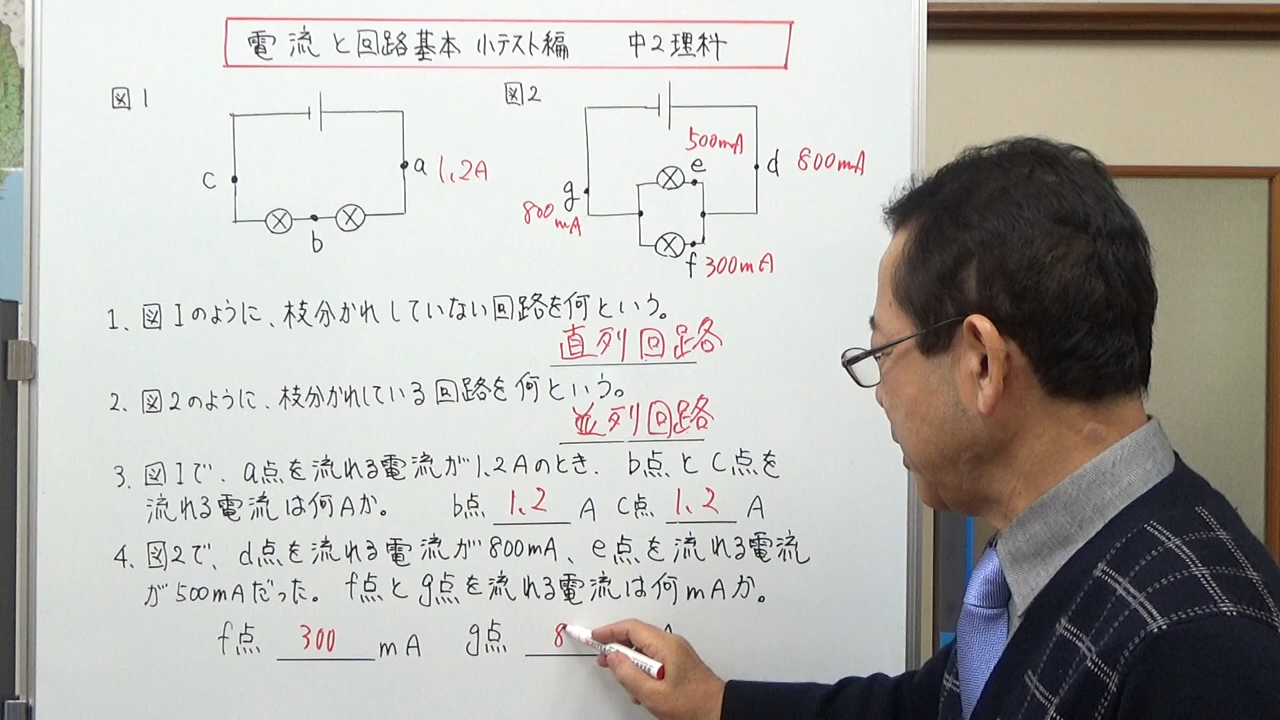 電流と回路基本 小テスト編 中2理科
図1
図2
c
a 1.2A
b
500mA
e
d 800mA
g
800mA
f 300mA
1. 図1のように、枝分かれしていない回路を何という。
直列回路
2. 図2のように、枝分かれしている回路を何という。
並列回路
3. 図1で、a点を流れる電流が1.2Aのとき、b点とc点を
流れる電流は何Aか。 b点 1.2 A c点 1.2 A
4. 図2で、d点を流れる電流が800mA、e点を流れる電流
が500mAだった。f点とg点を流れる電流は何mAか。
f点 300 mA g点 8 A